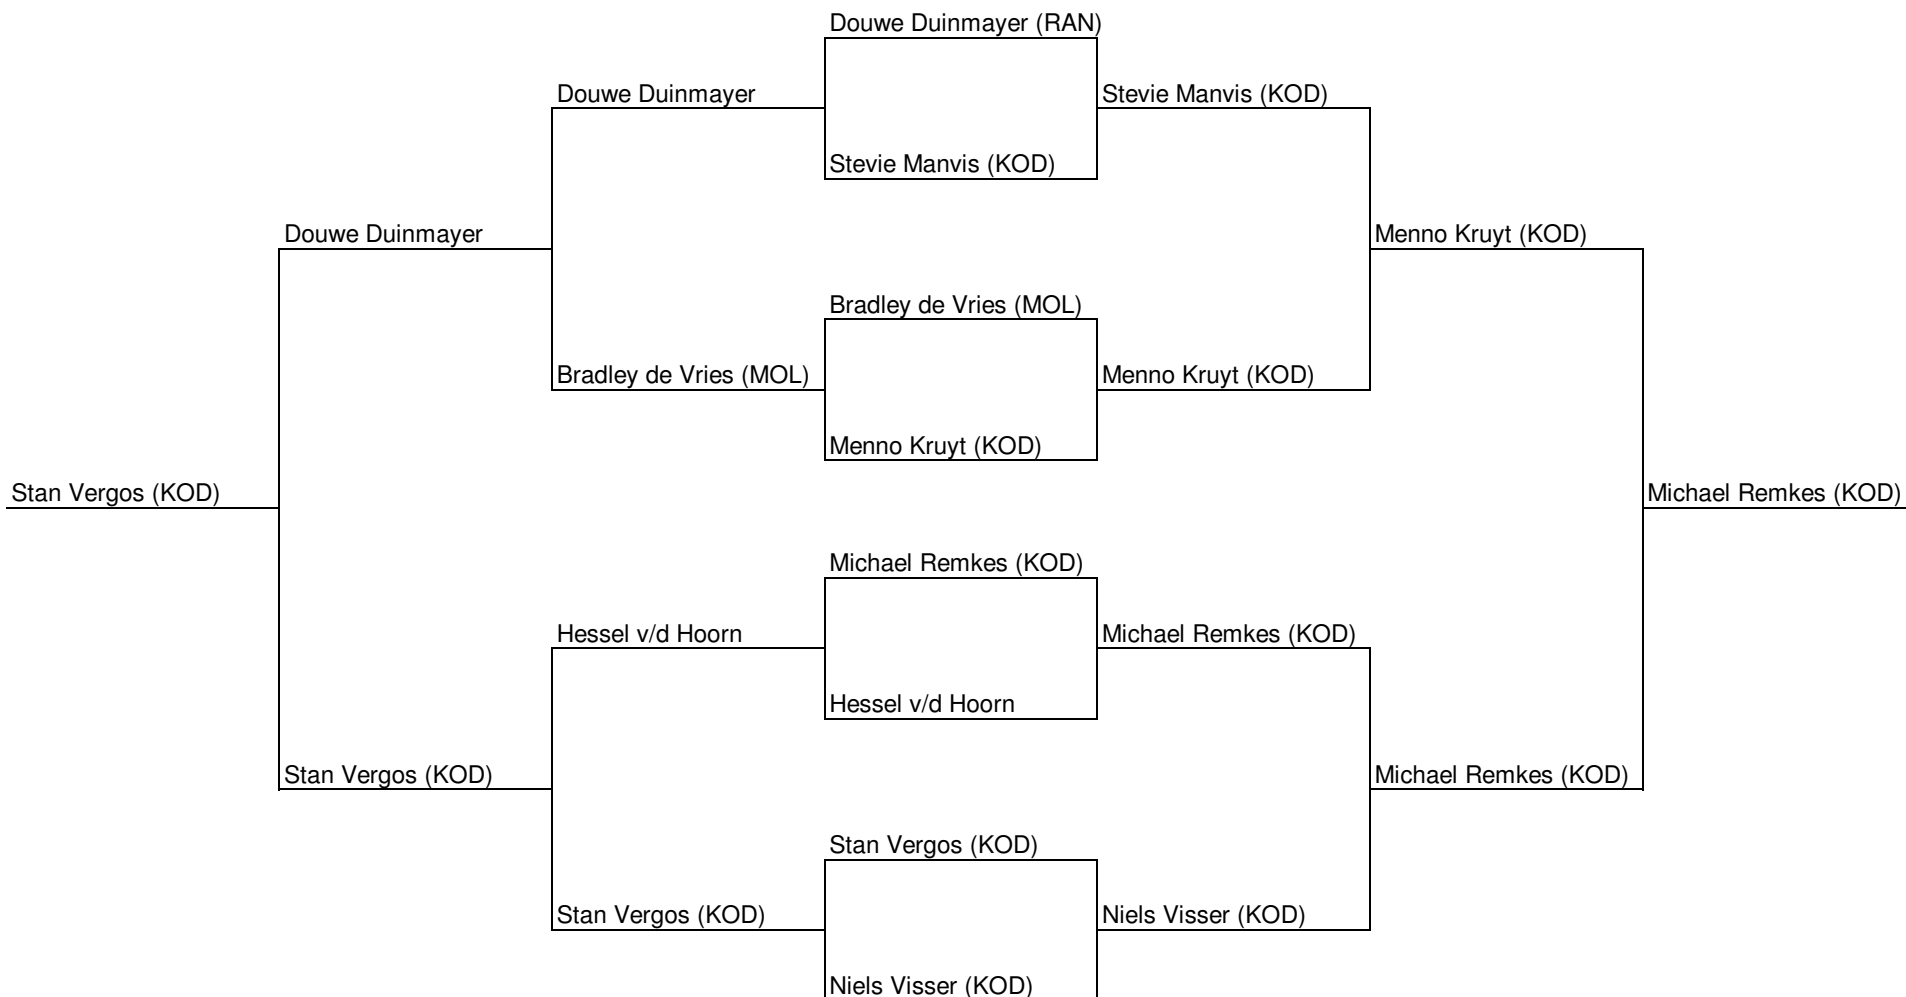 Douwe Duinmayer (RAN)
Douwe Duinmayer
Stevie Manvis (KOD)
Stevie Manvis (KOD)
Douwe Duinmayer
Menno Kruyt (KOD)
Bradley de Vries (MOL)
Bradley de Vries (MOL)
Menno Kruyt (KOD)
Menno Kruyt (KOD)
Stan Vergos (KOD)
Michael Remkes (KOD)
Michael Remkes (KOD)
Hessel v/d Hoorn
Michael Remkes (KOD)
Hessel v/d Hoorn
Stan Vergos (KOD)
Michael Remkes (KOD)
Stan Vergos (KOD)
Stan Vergos (KOD)
Niels Visser (KOD)
Niels Visser (KOD)